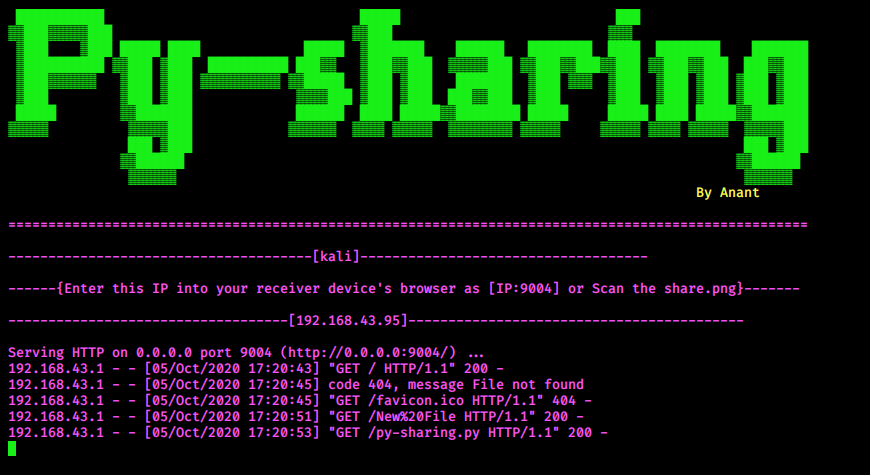 Py-sharing
By Anant
=====================================================================================================
--------------------------------------[kali]------------------------------------
------{Enter this IP into your receiver device's browser as [IP:9004] or Scan the share.png}-------
-----------------------------------[192.168.43.95]------------------------------------------
Serving HTTP on 0.0.0.0 port 9004 (http://0.0.0.0:9004/) ...
192.168.43.1 - - [05/Oct/2020 17:20:43] "GET / HTTP/1.1" 200 -
192.168.43.1 - - [05/Oct/2020 17:20:45] code 404, message File not found
192.168.43.1 - - [05/Oct/2020 17:20:45] "GET /favicon.ico HTTP/1.1" 404 -
192.168.43.1 - - [05/Oct/2020 17:20:51] "GET /New%20File HTTP/1.1" 200 -
192.168.43.1 - - [05/Oct/2020 17:20:53] "GET /py-sharing.py HTTP/1.1" 200 -